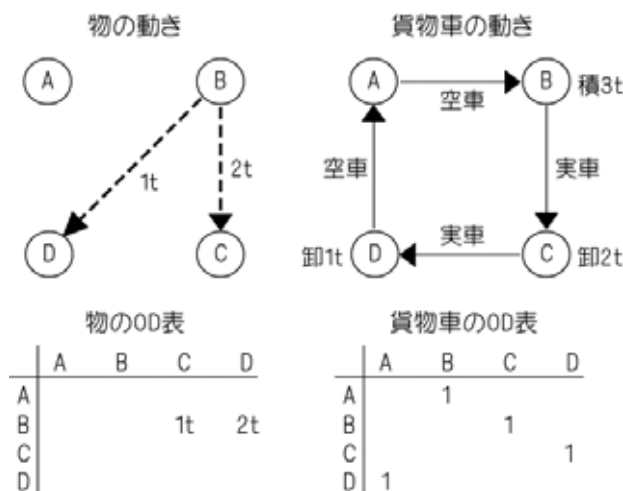 物の動き
貨物車の動き
A
B
1t
2t
D
C
A
空車
B
積3t
空車
実車
卸1t
D
実車
C
卸2t
物のOD表
A B C D
A
B 1t 2t
C
D
貨物車のOD表
A B C D
A 1
B 1
C 1
D 1